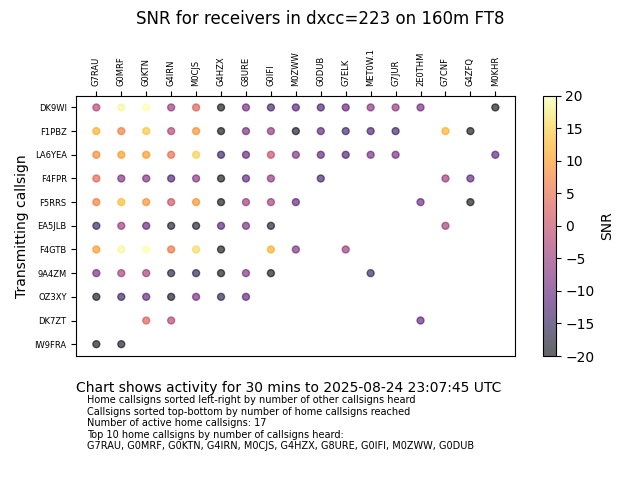 SNR for receivers in dxcc=223 on 160m FT8
G7RAU G0MRF G0KTN G4IRN M0CJS G4HZX G8URE G0IFI M0ZWW G0DUB G7ELK MET0W.1 G7JUR 2E0THM G7CNF G4ZFQ M0KHR
DK9WI
F1PBZ
LA6YEA
F4FPR
F5RRS
EA5JLB
F4GTB
9A4ZM
OZ3XY
DK7ZT
IW9FRA
Transmitting callsign
20
15
10
5
0
−5
−10
−15
−20
SNR
Chart shows activity for 30 mins to 2025-08-24 23:07:45 UTC
Home callsigns sorted left-right by number of other callsigns heard
Callsigns sorted top-bottom by number of home callsigns reached
Number of active home callsigns: 17
Top 10 home callsigns by number of callsigns heard:
G7RAU, G0MRF, G0KTN, G4IRN, M0CJS, G4HZX, G8URE, G0IFI, M0ZWW, G0DUB